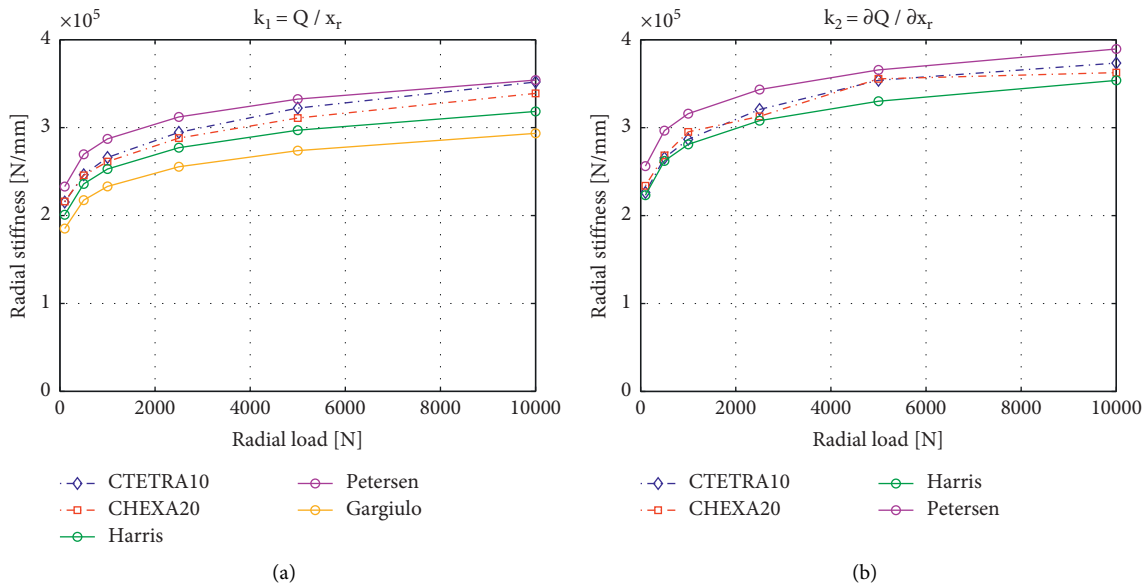 k1 = Q / xr
×10^5
4
3
2
1
0
Radial stiffness [N/mm]
0 2000 4000 6000 8000 10000
Radial load [N]
CTETRA10
CHEXA20
Harris
Petersen
Gargiulo
(a)
k2 = ∂Q / ∂xr
×10^5
4
3
2
1
0
Radial stiffness [N/mm]
0 2000 4000 6000 8000 10000
Radial load [N]
CTETRA10
CHEXA20
Harris
Petersen
(b)